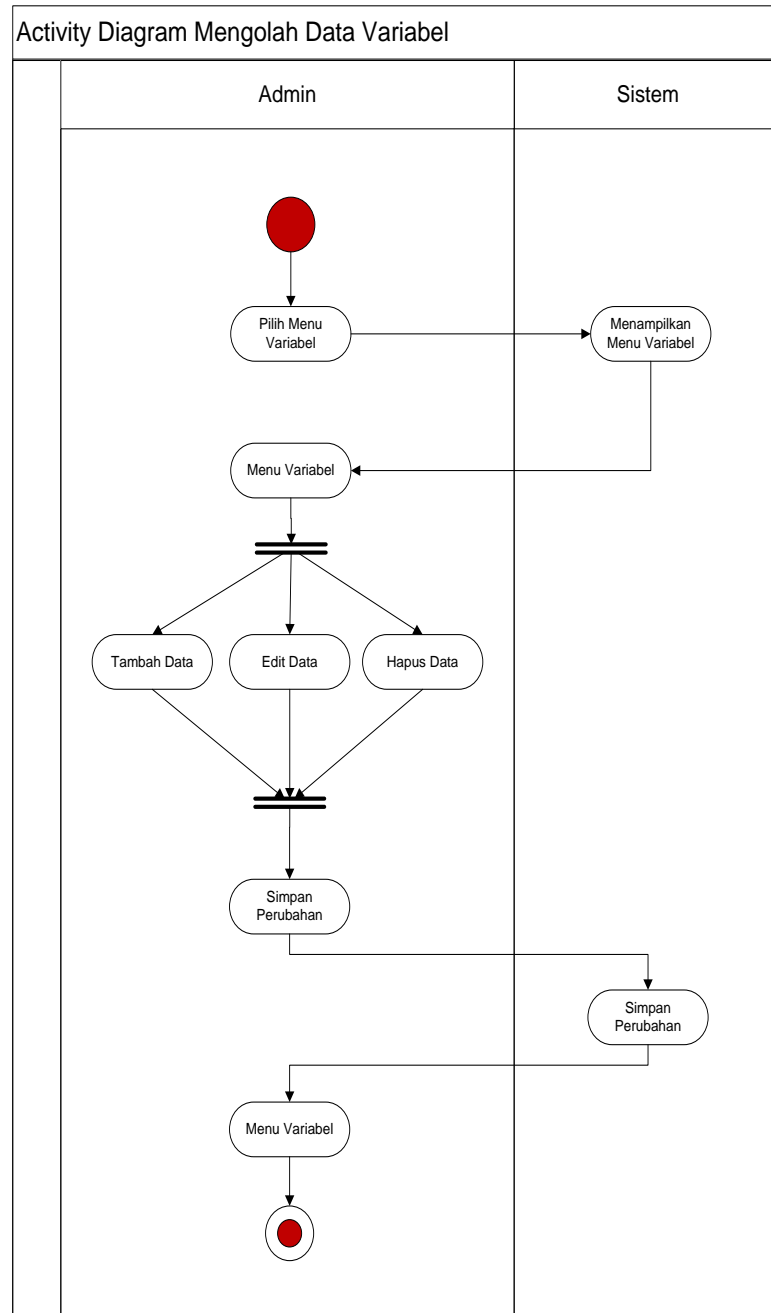 Activity Diagram Mengolah Data Variabel
Admin
Sistem
Pilih Menu
Variabel
Menampilkan
Menu Variabel
Menu Variabel
Tambah Data
Edit Data
Hapus Data
Simpan
Perubahan
Simpan
Perubahan
Menu Variabel